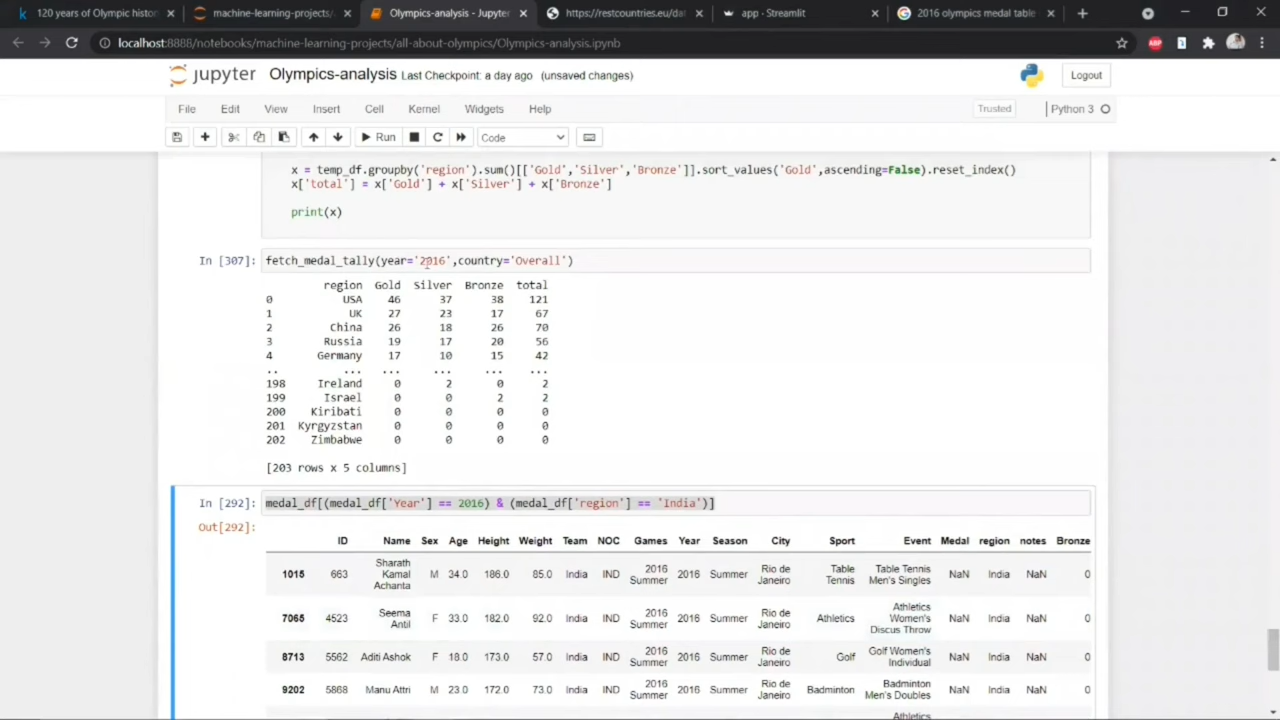 120 years of Olympic histor
machine-learning-projects/
Olympics-analysis - Jupyter
https://restcountries.eu/dat
app · Streamlit
2016 olympics medal table
localhost:8888/notebooks/machine-learning-projects/all-about-olympics/Olympics-analysis.ipynb
ABP
jupyter Olympics-analysis Last Checkpoint: a day ago (unsaved changes)
Logout
File Edit View Insert Cell Kernel Widgets Help
Trusted
Python 3
Run
Code
x = temp_df.groupby('region').sum()[['Gold','Silver','Bronze']].sort_values('Gold',ascending=False).reset_index()
x['total'] = x['Gold'] + x['Silver'] + x['Bronze']
print(x)
In [307]: fetch_medal_tally(year='2016',country='Overall')
region Gold Silver Bronze total
0 USA 46 37 38 121
1 UK 27 23 17 67
2 China 26 18 26 70
3 Russia 19 17 20 56
4 Germany 17 10 15 42
.. ... ... ... ... ...
198 Ireland 0 2 0 2
199 Israel 0 0 2 2
200 Kiribati 0 0 0 0
201 Kyrgyzstan 0 0 0 0
202 Zimbabwe 0 0 0 0
[203 rows x 5 columns]
In [292]: medal_df[(medal_df['Year'] == 2016) & (medal_df['region'] == 'India')]
Out[292]:
ID Name Sex Age Height Weight Team NOC Games Year Season City Sport Event Medal region notes Bronze
1015 663 Sharath Kamal Achanta M 34.0 186.0 85.0 India IND 2016 Summer 2016 Summer Rio de Janeiro Table Tennis Table Tennis Men's Singles NaN India NaN 0
7065 4523 Seema Antil F 33.0 182.0 92.0 India IND 2016 Summer 2016 Summer Rio de Janeiro Athletics Athletics Women's Discus Throw NaN India NaN 0
8713 5562 Aditi Ashok F 18.0 173.0 57.0 India IND 2016 Summer 2016 Summer Rio de Janeiro Golf Golf Women's Individual NaN India NaN 0
9202 5868 Manu Attri M 23.0 172.0 73.0 India IND 2016 Summer 2016 Summer Rio de Janeiro Badminton Badminton Men's Doubles NaN India NaN 0
2016 Athletics